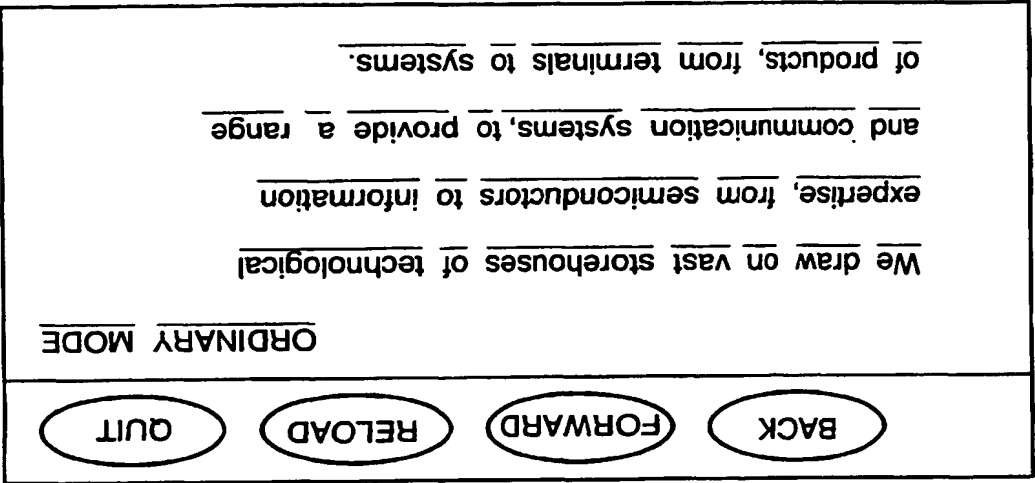 BACK FORWARD RELOAD QUIT
ORDINARY MODE
We draw on vast storehouses of technological
expertise, from semiconductors to information
and communication systems, to provide a range
of products, from terminals to systems.